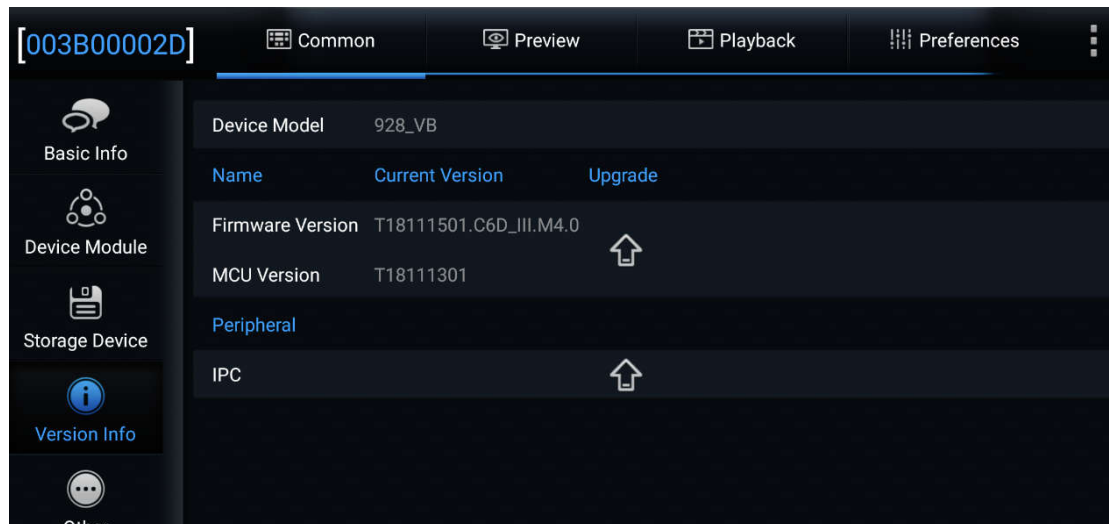 [003B00002D]
Common
Preview
Playback
Preferences
Basic Info
Device Module
Storage Device
Version Info
Device Model 928_VB
Name Current Version Upgrade
Firmware Version T18111501.C6D_III.M4.0
MCU Version T18111301
Peripheral
IPC